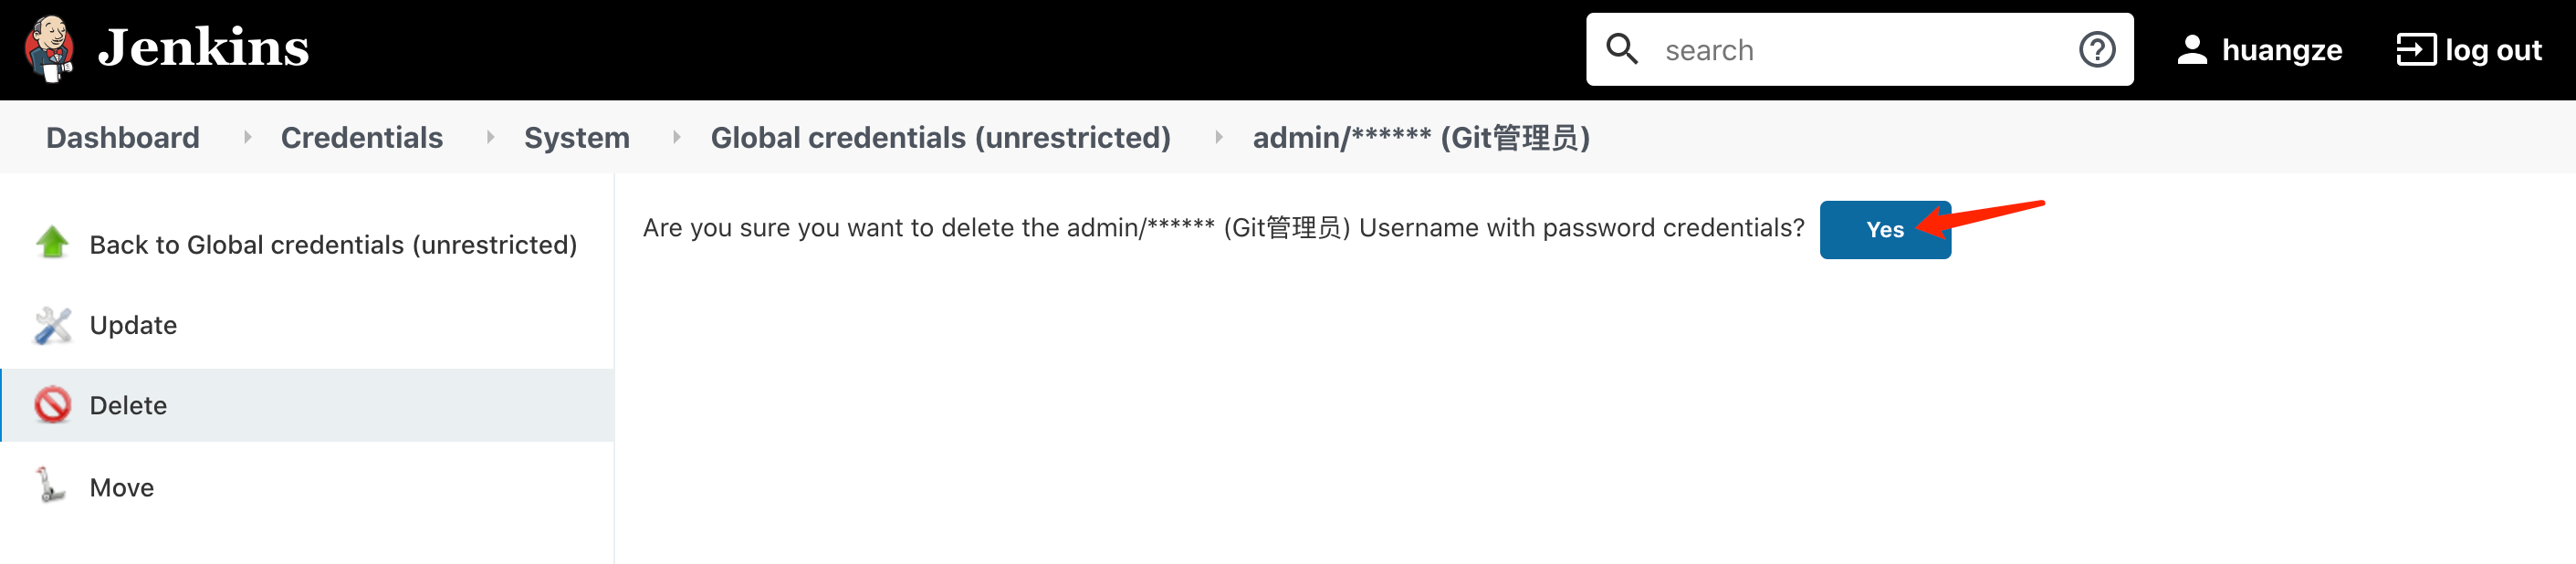 Jenkins
search
huangze
log out
Dashboard Credentials System Global credentials (unrestricted) admin/****** (Git管理员)
Back to Global credentials (unrestricted)
Update
Delete
Move
Are you sure you want to delete the admin/****** (Git管理员) Username with password credentials?
Yes